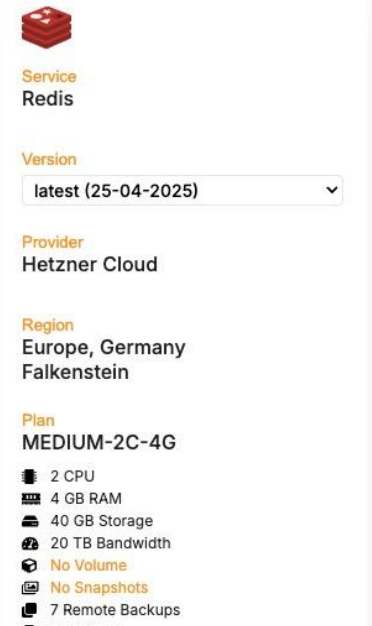 Service
Redis
Version
latest (25-04-2025)
Provider
Hetzner Cloud
Region
Europe, Germany
Falkenstein
Plan
MEDIUM-2C-4G
2 CPU
4 GB RAM
40 GB Storage
20 TB Bandwidth
No Volume
No Snapshots
7 Remote Backups